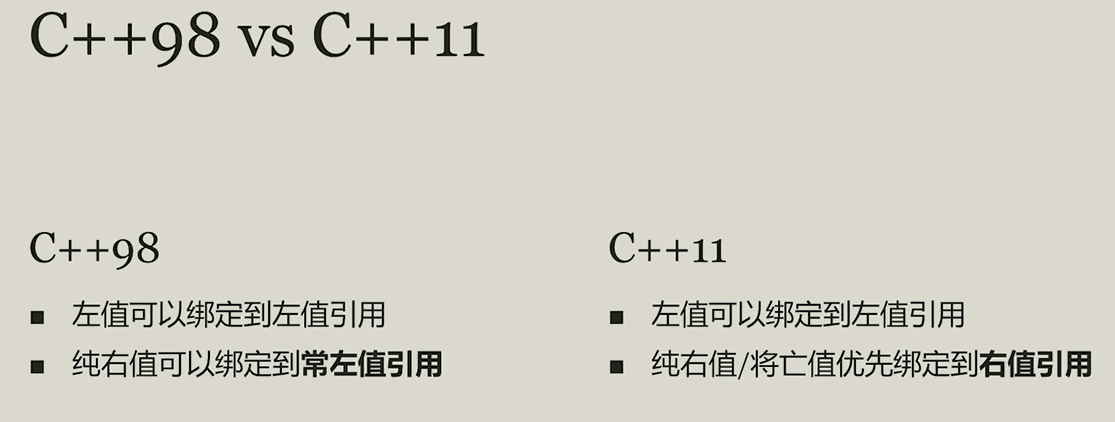 C++98 vs C++11
C++98
■ 左值可以绑定到左值引用
■ 纯右值可以绑定到常左值引用
C++11
■ 左值可以绑定到左值引用
■ 纯右值/将亡值优先绑定到右值引用